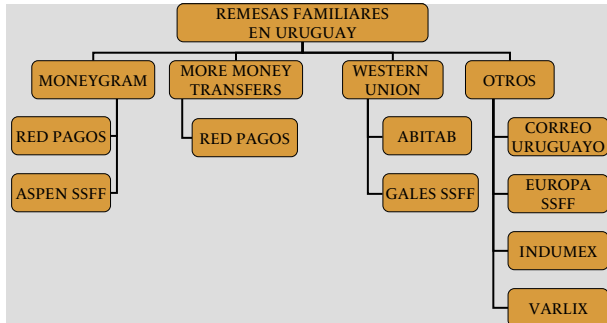 REMESAS FAMILIARES
EN URUGUAY
MONEYGRAM
MORE MONEY
TRANSFERS
WESTERN
UNION
OTROS
RED PAGOS
ASPEN SSFF
RED PAGOS
ABITAB
GALES SSFF
CORREO
URUGUAYO
EUROPA
SSFF
INDUMEX
VARLIX